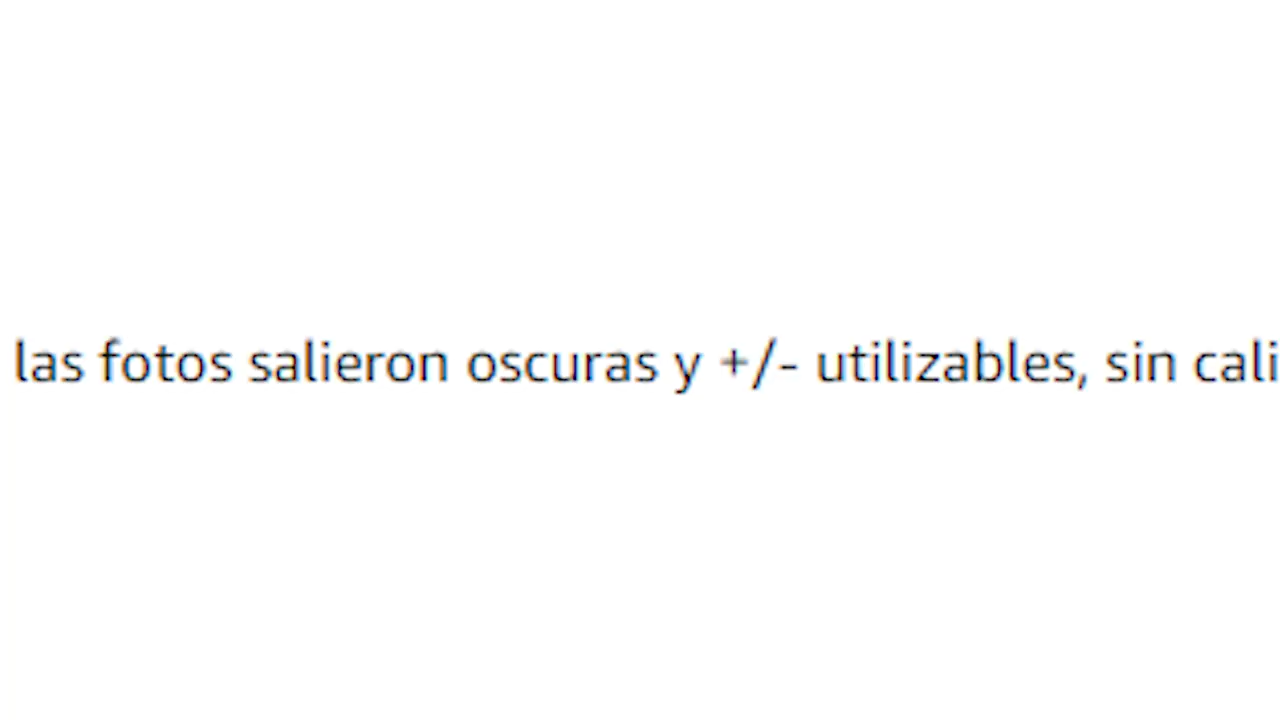 las fotos salieron oscuras y +/- utilizables, sin cali